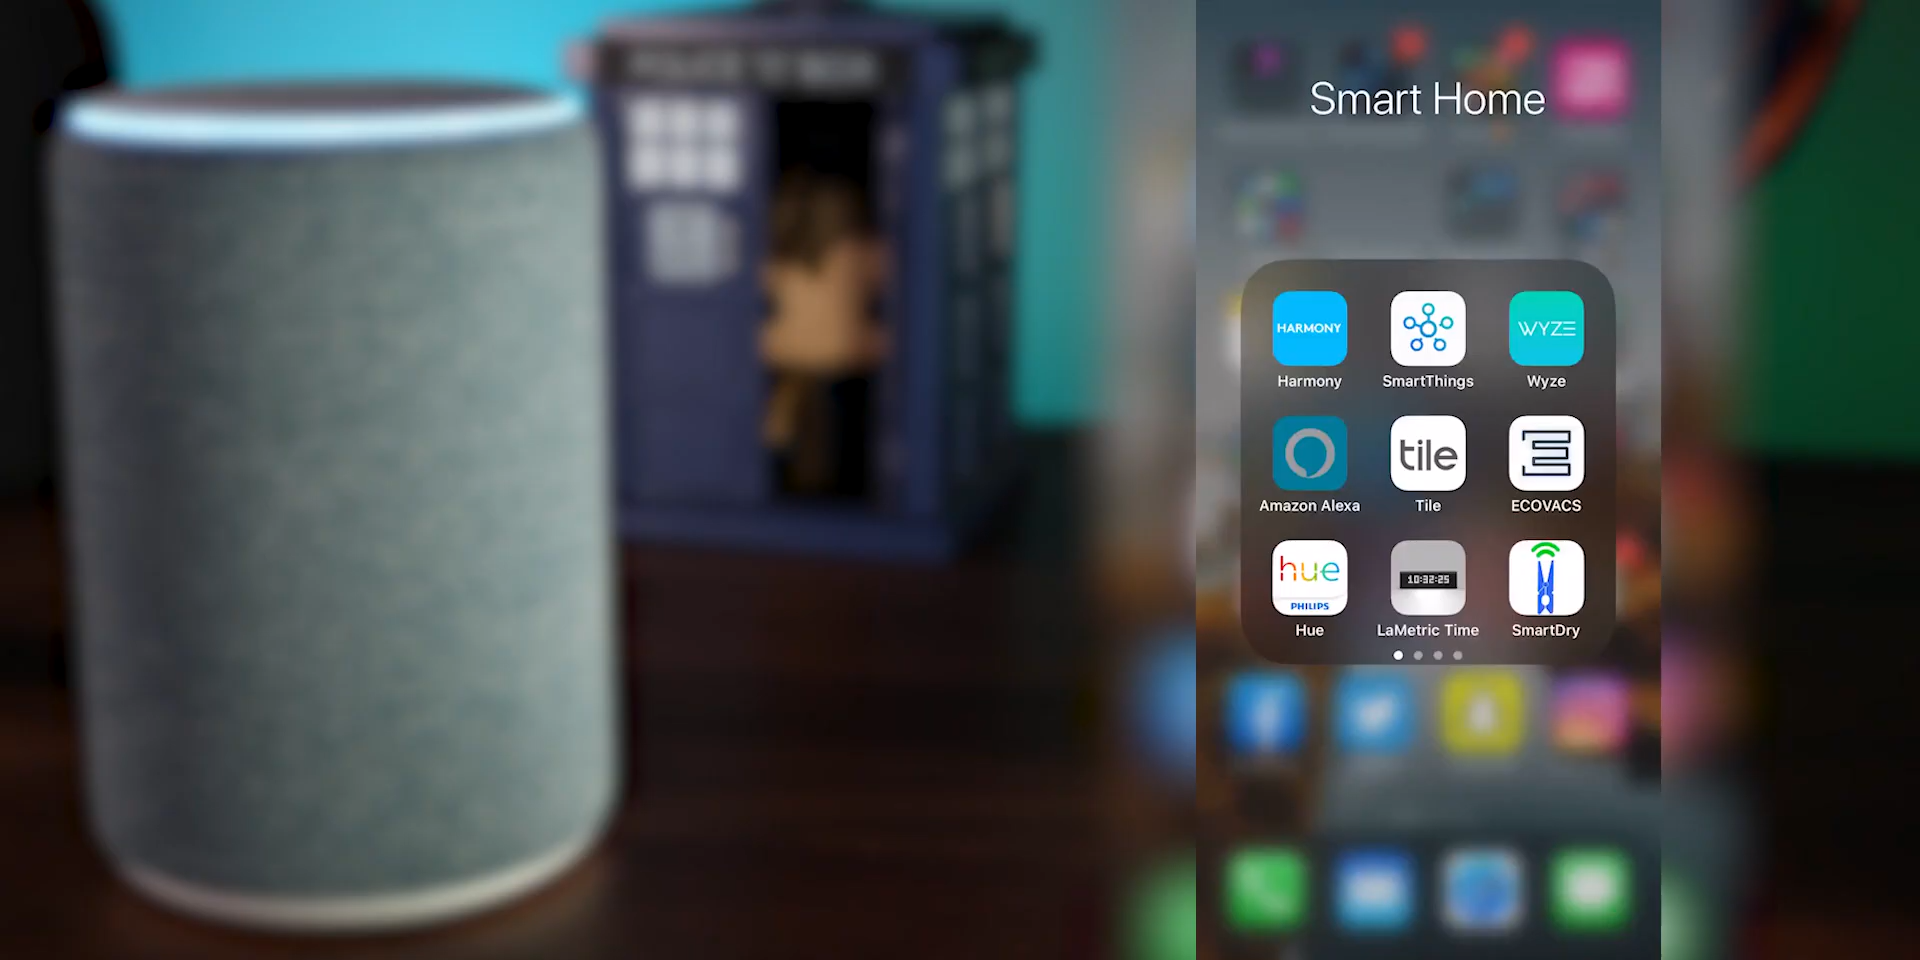 Smart Home
HARMONY
WYZE
Harmony
SmartThings
Wyze
tile
Amazon Alexa
Tile
ECOVACS
hue
PHILIPS
10:32:25
Hue
LaMetric Time
SmartDry